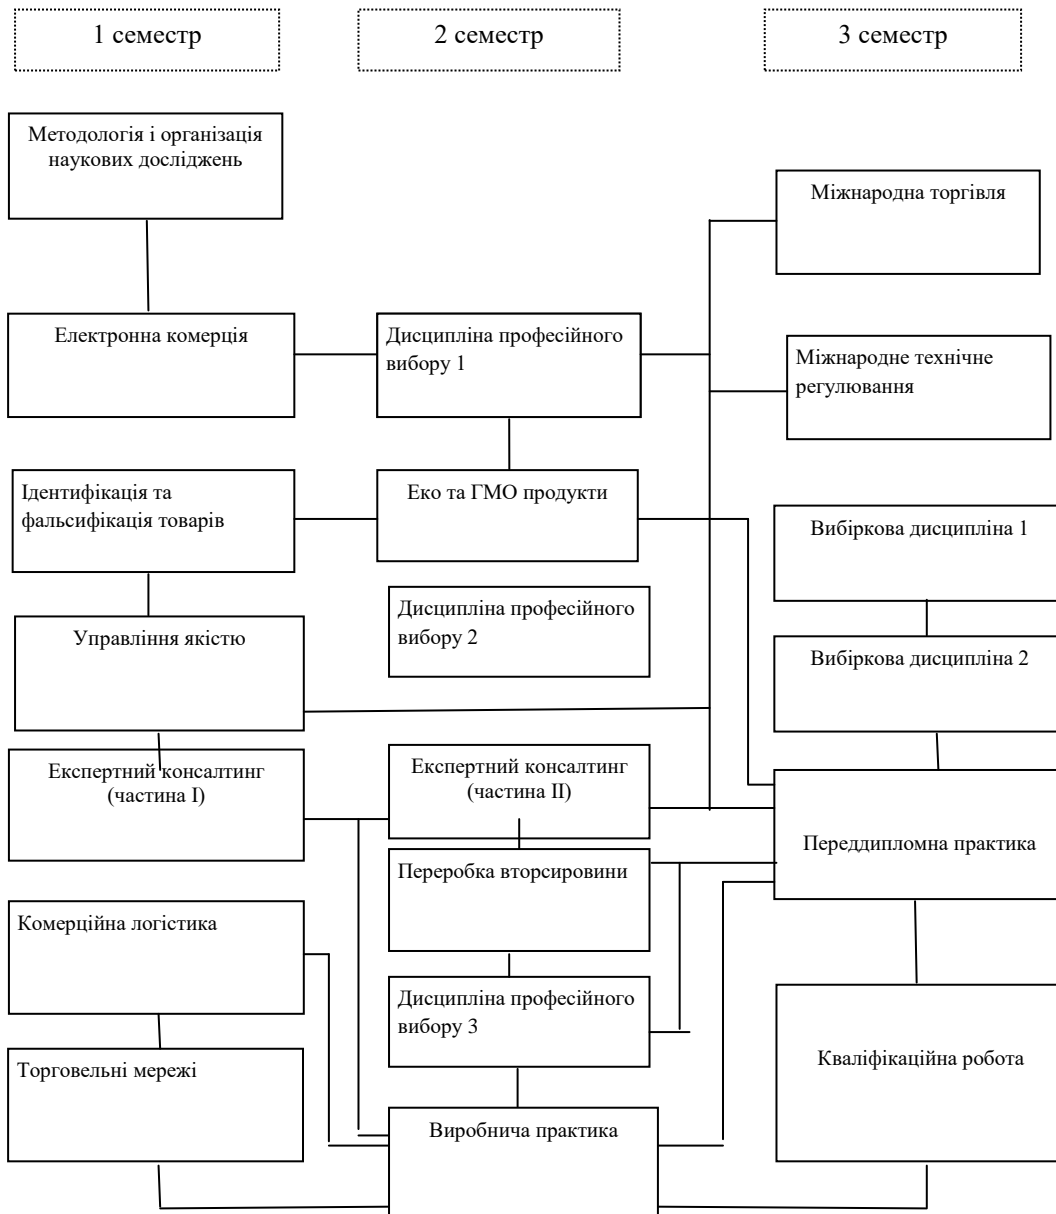 1 семестр
2 семестр
3 семестр
Методологія і організація
наукових досліджень
Міжнародна торгівля
Електронна комерція
Дисципліна професійного
вибору 1
Міжнародне технічне
регулювання
Ідентифікація та
фальсифікація товарів
Еко та ГМО продукти
Вибіркова дисципліна 1
Дисципліна професійного
вибору 2
Управління якістю
Вибіркова дисципліна 2
Експертний консалтинг
(частина І)
Експертний консалтинг
(частина ІІ)
Переддипломна практика
Переробка вторсировини
Комерційна логістика
Дисципліна професійного
вибору 3
Торговельні мережі
Кваліфікаційна робота
Виробнича практика